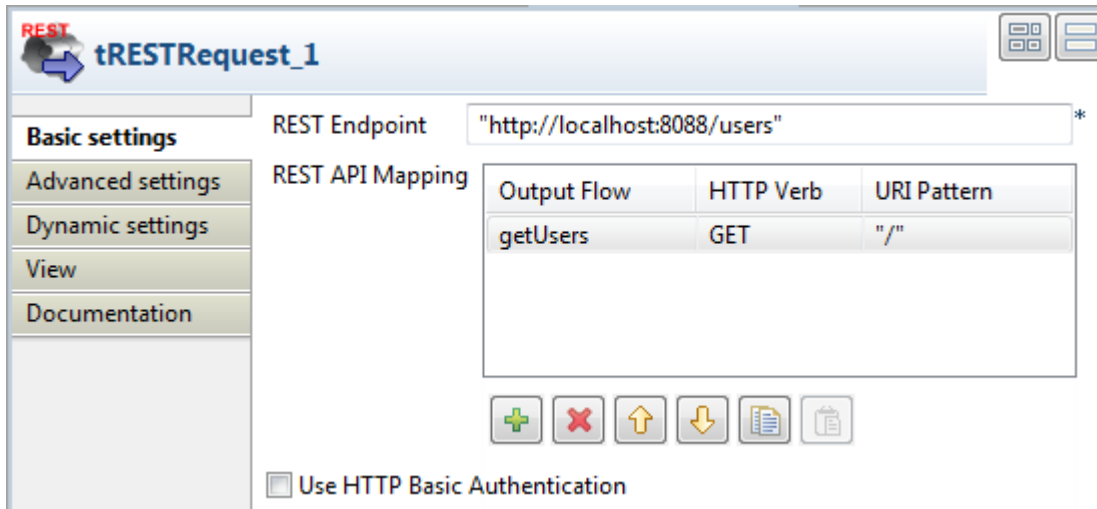 REST
tRESTRequest_1
Basic settings
Advanced settings
Dynamic settings
View
Documentation
REST Endpoint "http://localhost:8088/users" *
REST API Mapping
Output Flow HTTP Verb URI Pattern
getUsers GET "/"
Use HTTP Basic Authentication